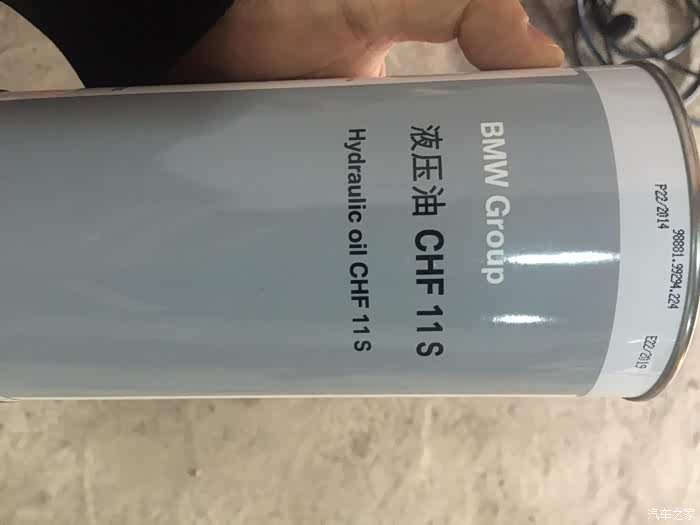 P22/2014
98881.99294.224
E22/2019
BMW Group
液压油 CHF 11 S
Hydraulic oil CHF 11 S
汽车之家